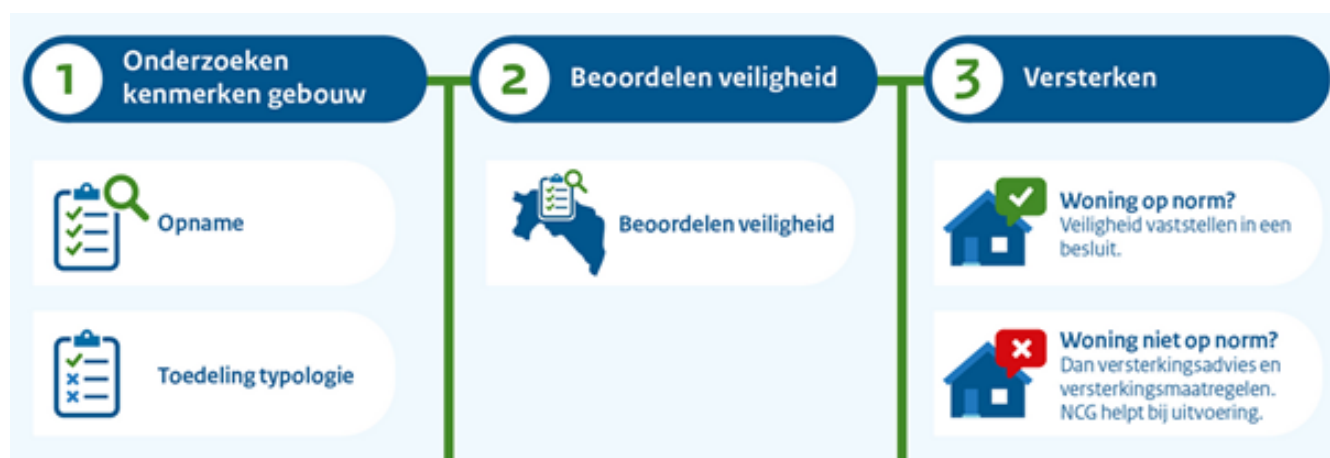 1
Onderzoeken
kenmerken gebouw
Opname
Toedeling typologie
2
Beoordelen veiligheid
Beoordelen veiligheid
3
Versterken
Woning op norm?
Veiligheid vaststellen in een
besluit.
Woning niet op norm?
Dan versterkingsadvies en
versterkingsmaatregelen.
NCG helpt bij uitvoering.